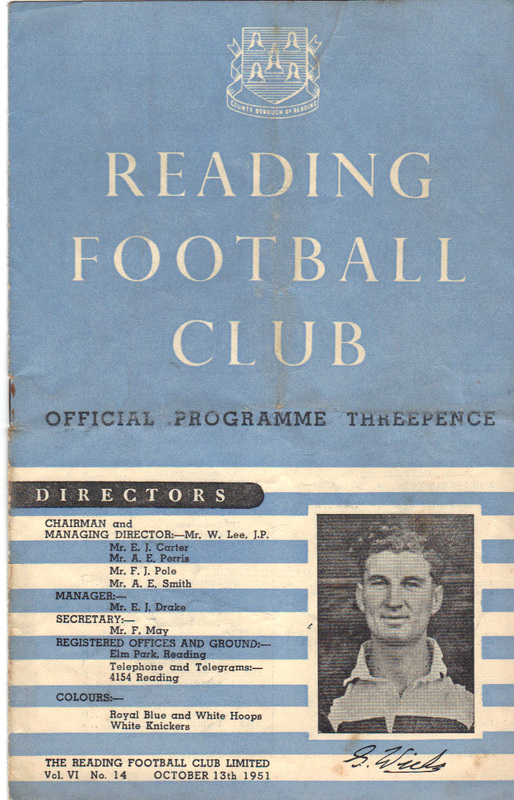 COUNTY BOROUGH OF READING
READING
FOOTBALL
CLUB
OFFICIAL PROGRAMME THREEPENCE
DIRECTORS
CHAIRMAN and
MANAGING DIRECTOR:—Mr. W. Lee, J.P.
Mr. E. J. Carter
Mr. A. E. Perris
Mr. F. J. Pole
Mr. A. E. Smith
MANAGER:—
Mr. E. J. Drake
SECRETARY:—
Mr. F. May
REGISTERED OFFICES AND GROUND:—
Elm Park, Reading
Telephone and Telegrams:—
4154 Reading
COLOURS:—
Royal Blue and White Hoops
White Knickers
THE READING FOOTBALL CLUB LIMITED
Vol. VI No. 14 OCTOBER 13th 1951